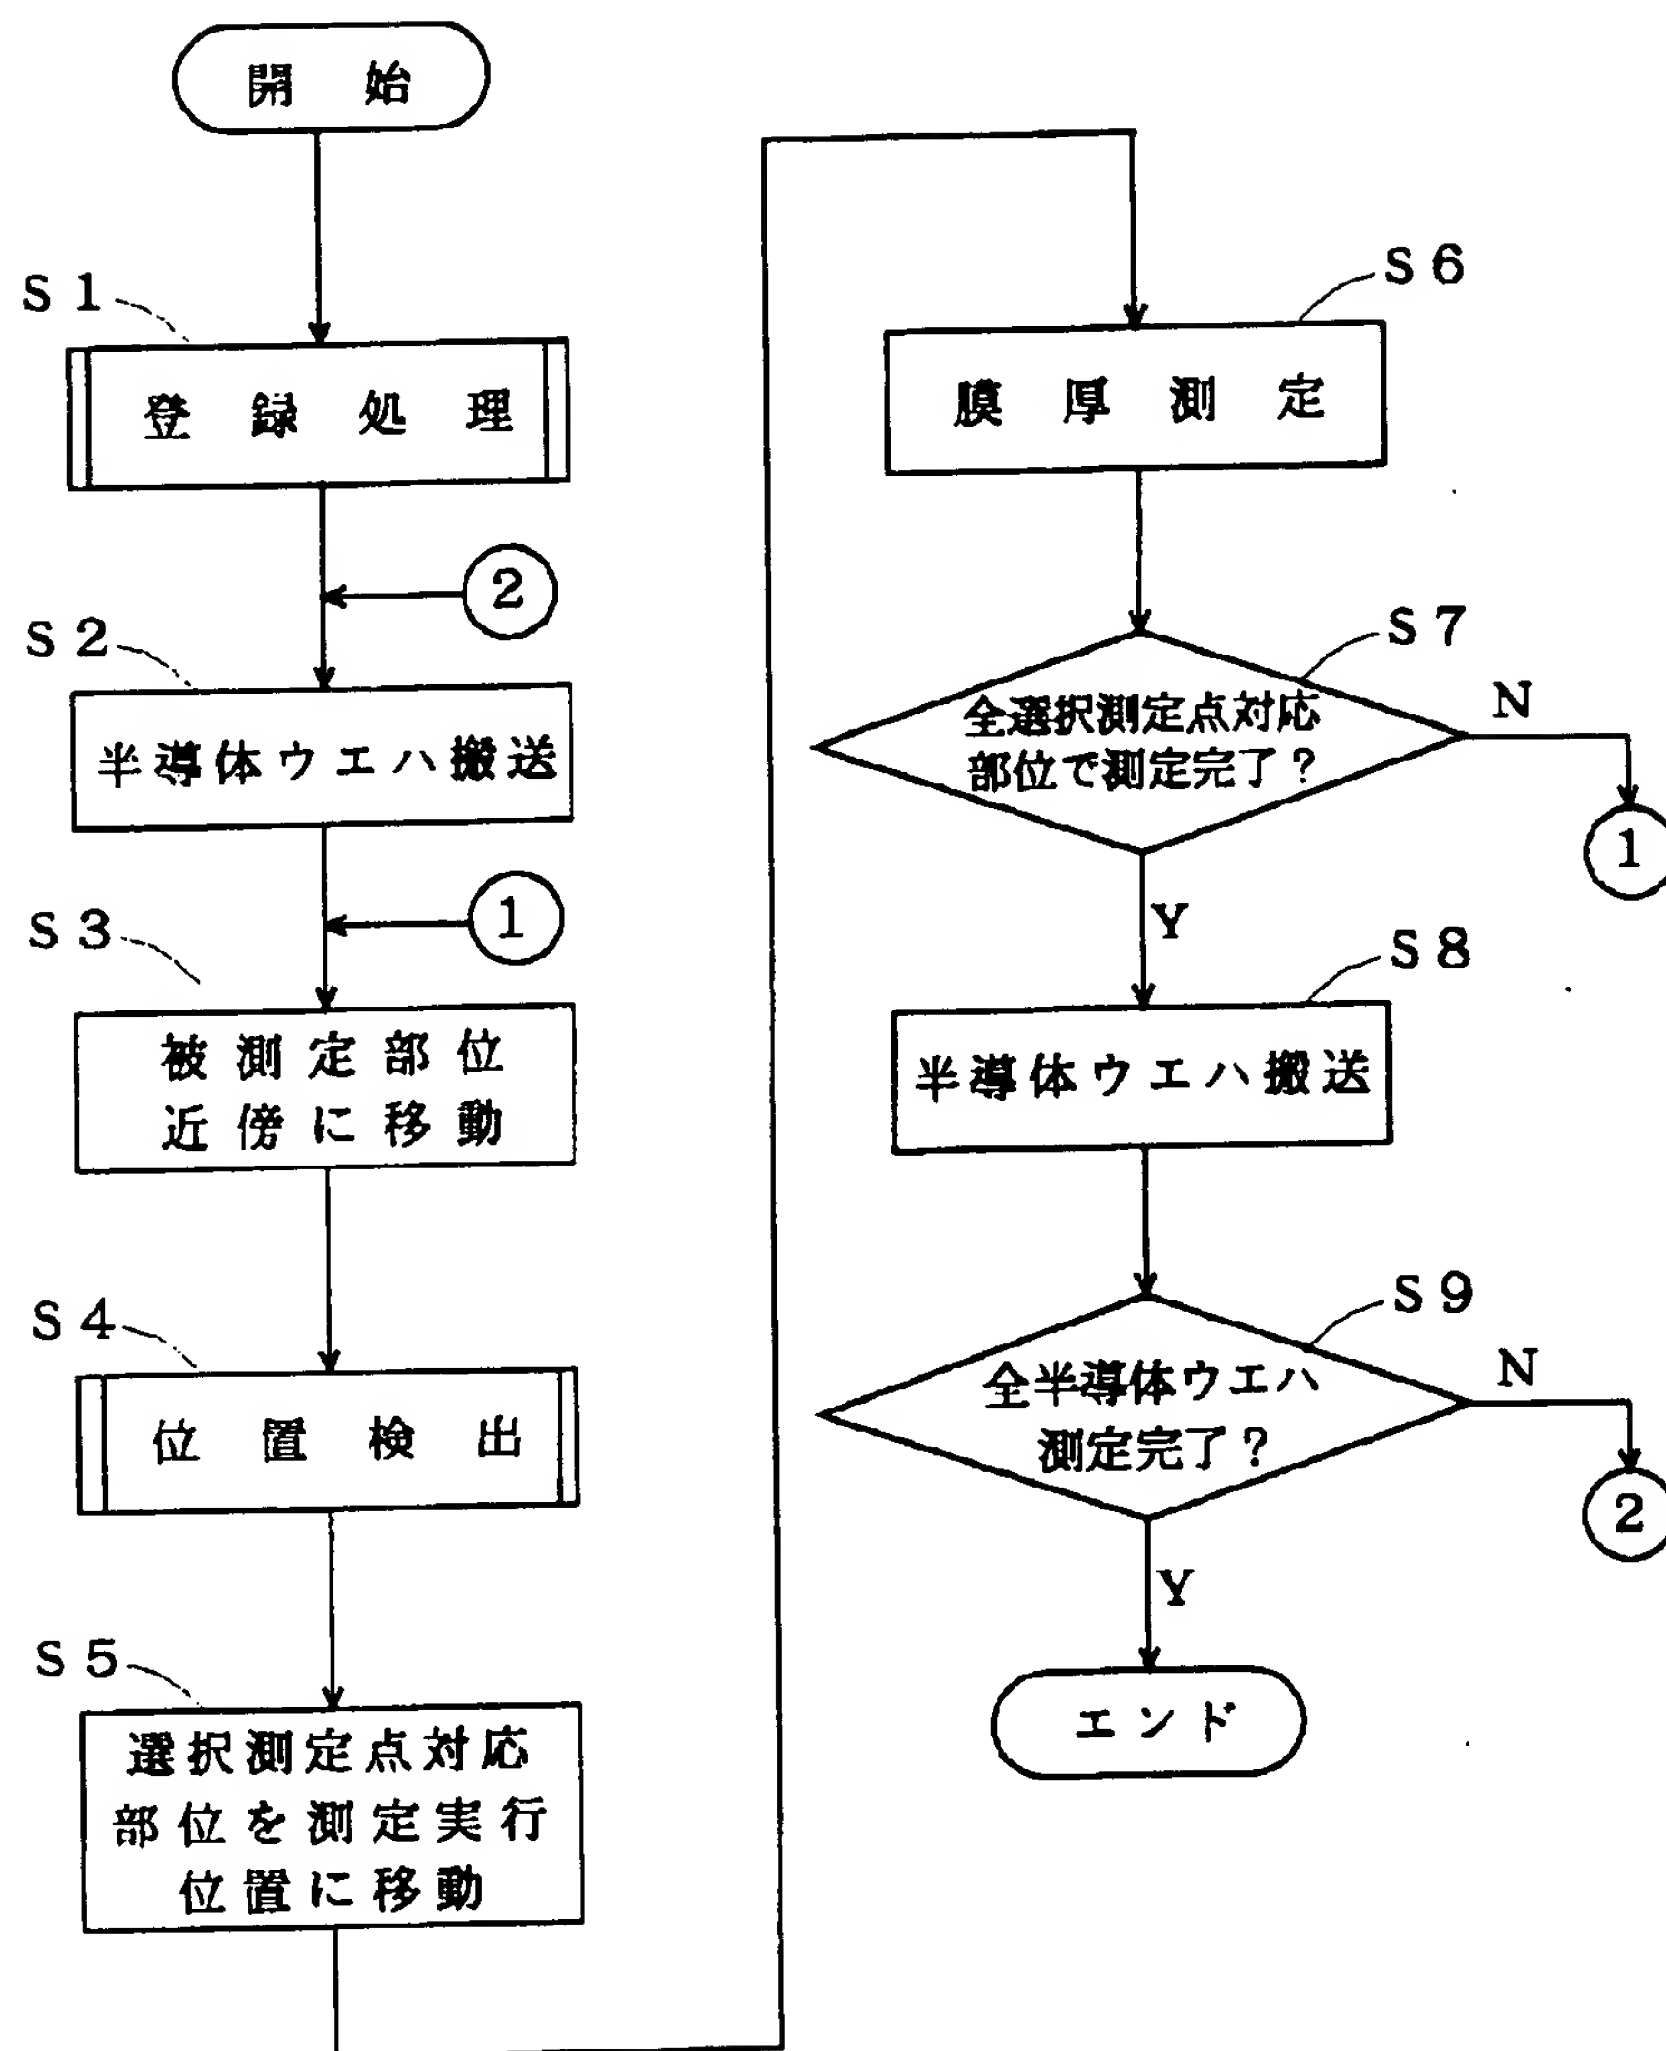 開始
S1
登録処理
②
S2
半導体ウエハ搬送
①
S3
被測定部位
近傍に移動
S4
位置検出
S5
選択測定点対応
部位を測定実行
位置に移動
S6
膜厚測定
S7
全選択測定点対応
部位で測定完了?
N
①
Y
S8
半導体ウエハ搬送
S9
全半導体ウエハ
測定完了?
N
②
Y
エンド